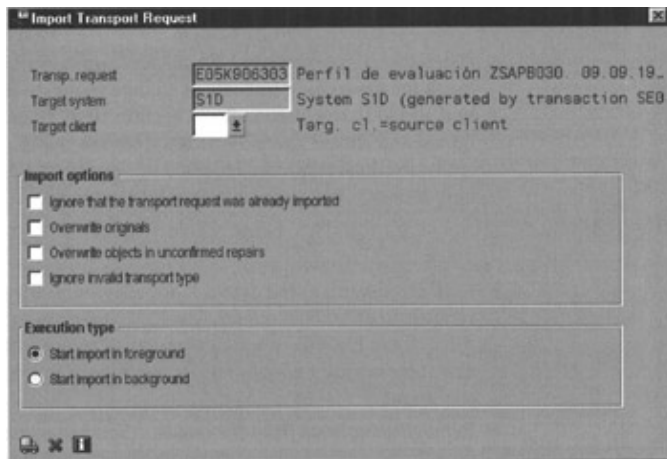 Import Transport Request
Transp. request E05K906303 Perfil de evaluación ZSAPB030. 09.09.19…
Target system S1D System S1D (generated by transaction SE0
Target client Targ. cl.=source client
Import options
Ignore that the transport request was already imported
Overwrite originals
Overwrite objects in unconfirmed repairs
Ignore invalid transport type
Execution type
Start import in foreground
Start import in background